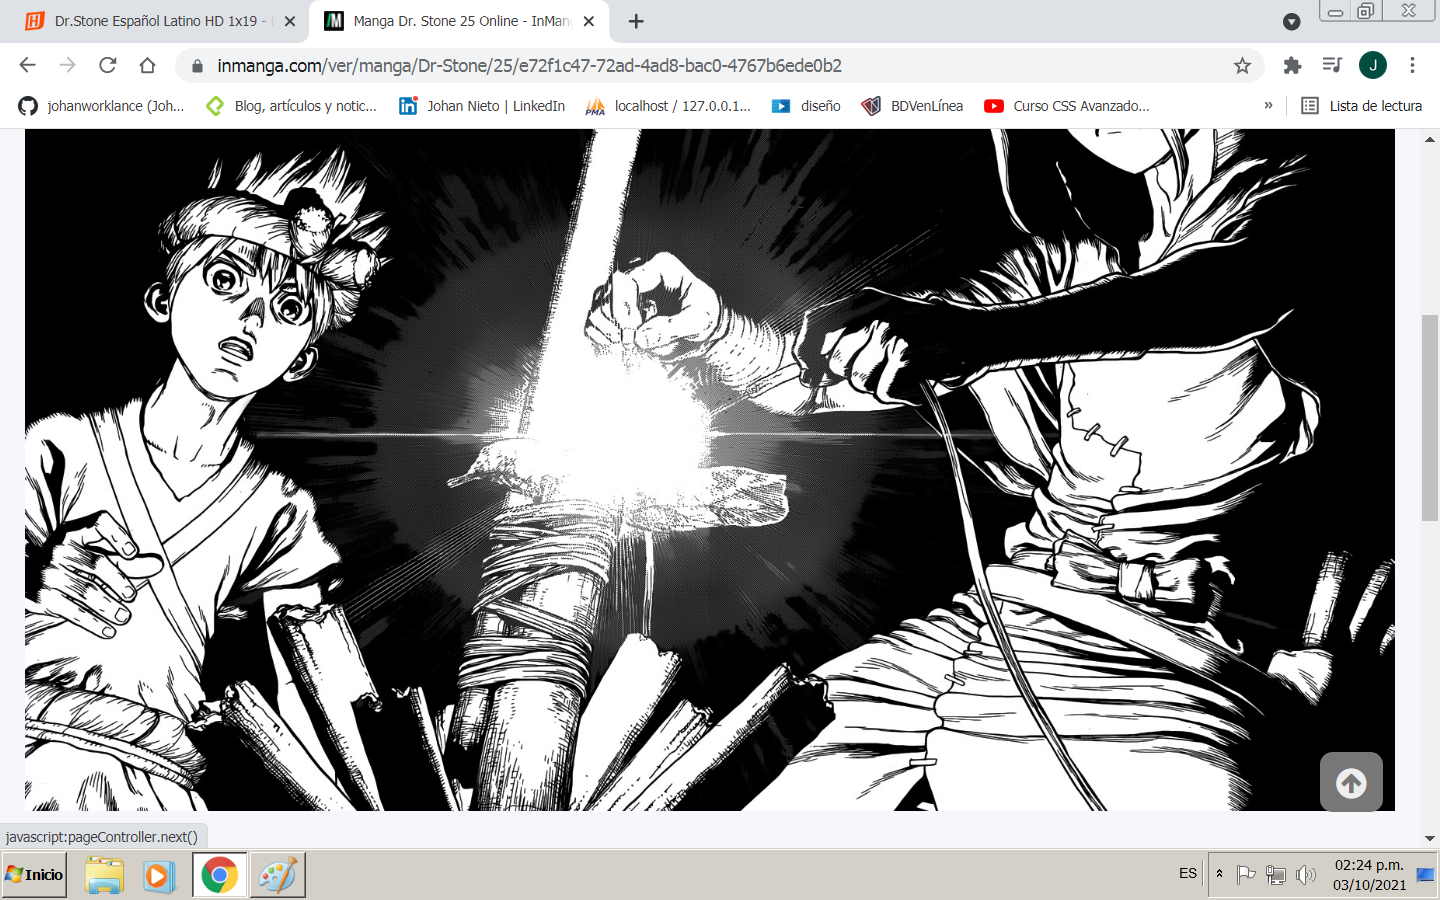 Dr.Stone Español Latino HD 1x19 -
Manga Dr. Stone 25 Online - InMan
inmanga.com/ver/manga/Dr-Stone/25/e72f1c47-72ad-4ad8-bac0-4767b6ede0b2
J
johanworklance (Joh...
Blog, artículos y notic...
Johan Nieto | LinkedIn
PMA
localhost / 127.0.0.1...
diseño
BDVenLínea
Curso CSS Avanzado...
»
Lista de lectura
javascript:pageController.next()
Inicio
ES
02:24 p.m.
03/10/2021